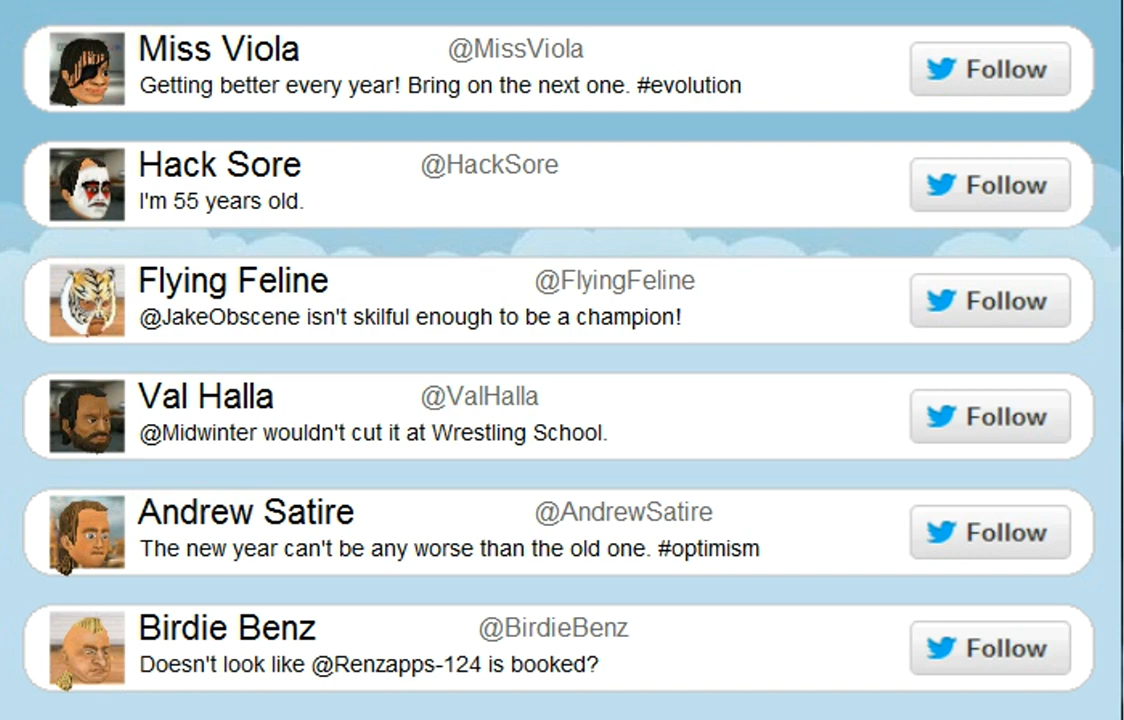 Miss Viola @MissViola
Getting better every year! Bring on the next one. #evolution
Follow
Hack Sore @HackSore
I'm 55 years old.
Follow
Flying Feline @FlyingFeline
@JakeObscene isn't skilful enough to be a champion!
Follow
Val Halla @ValHalla
@Midwinter wouldn't cut it at Wrestling School.
Follow
Andrew Satire @AndrewSatire
The new year can't be any worse than the old one. #optimism
Follow
Birdie Benz @BirdieBenz
Doesn't look like @Renzapps-124 is booked?
Follow